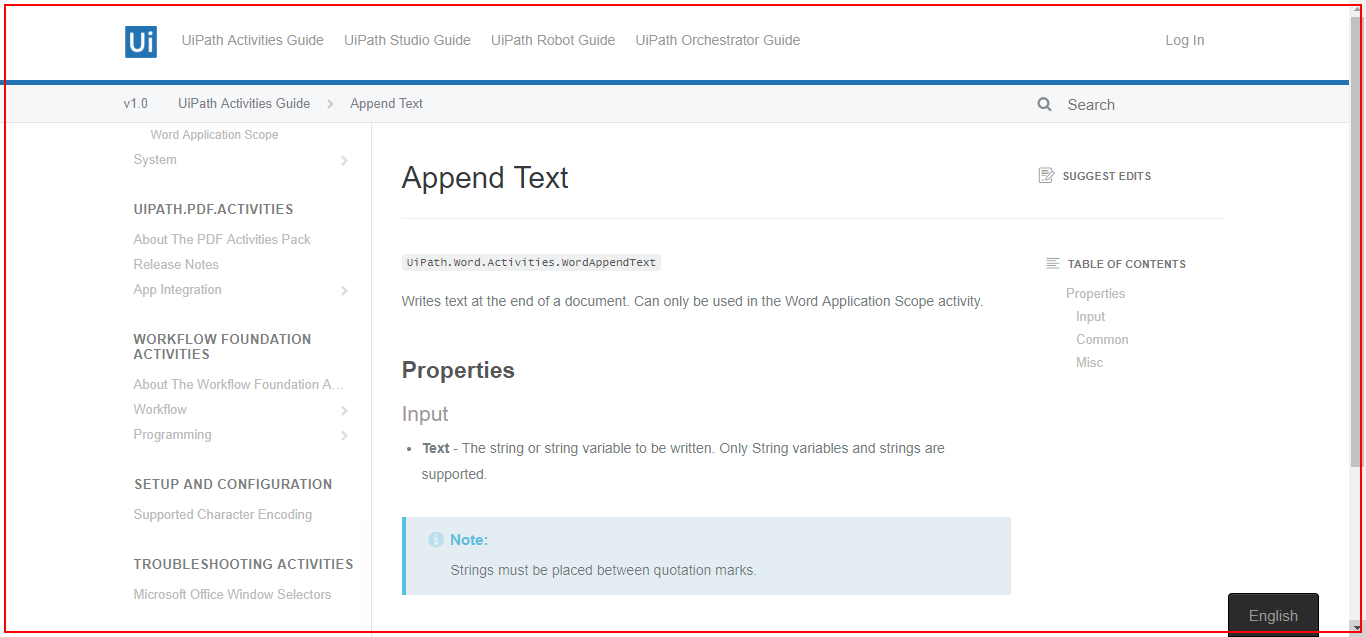 Ui UiPath Activities Guide UiPath Studio Guide UiPath Robot Guide UiPath Orchestrator Guide Log In
v1.0 UiPath Activities Guide Append Text Search
Word Application Scope
System
UIPATH.PDF.ACTIVITIES
About The PDF Activities Pack
Release Notes
App Integration
WORKFLOW FOUNDATION
ACTIVITIES
About The Workflow Foundation A...
Workflow
Programming
SETUP AND CONFIGURATION
Supported Character Encoding
TROUBLESHOOTING ACTIVITIES
Microsoft Office Window Selectors
Append Text
UiPath.Word.Activities.WordAppendText
Writes text at the end of a document. Can only be used in the Word Application Scope activity.
Properties
Input
• Text - The string or string variable to be written. Only String variables and strings are
supported.
Note:
Strings must be placed between quotation marks.
SUGGEST EDITS
TABLE OF CONTENTS
Properties
Input
Common
Misc
English